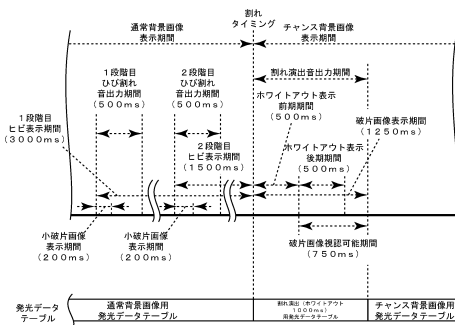 割れ
タイミング
通常背景画像
表示期間
チャンス背景画像
表示期間
1段階目
ひび割れ
音出力期間
(500ms)
2段階目
ひび割れ
音出力期間
(500ms)
割れ演出音出力期間
ホワイトアウト表示
前期期間
(500ms)
破片画像表示期間
(1250ms)
1段階目
ヒビ表示期間
(3000ms)
2段階目
ヒビ表示期間
(1500ms)
ホワイトアウト表示
後期期間
(500ms)
小破片画像
表示期間
(200ms)
小破片画像
表示期間
(200ms)
破片画像視認可能期間
(750ms)
発光データ
テーブル
通常背景画像用
発光データテーブル
割れ演出(ホワイトアウト
1000ms)
用発光データテーブル
チャンス背景画像用
発光データテーブル